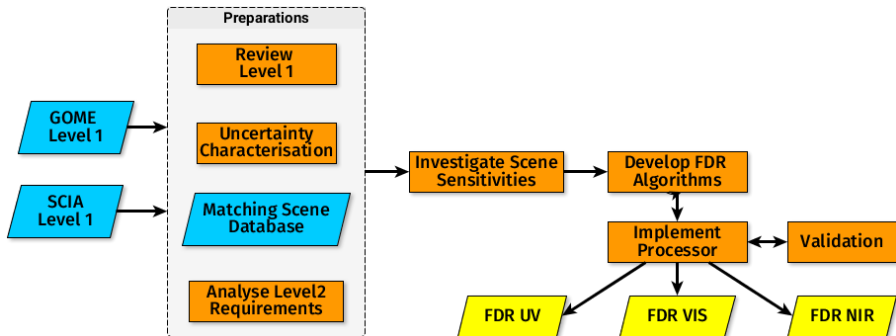 Preparations
Review
Level 1
GOME
Level 1
Uncertainty
Characterisation
SCIA
Level 1
Matching Scene
Database
Analyse Level2
Requirements
Investigate Scene
Sensitivities
Develop FDR
Algorithms
Implement
Processor
Validation
FDR UV
FDR VIS
FDR NIR